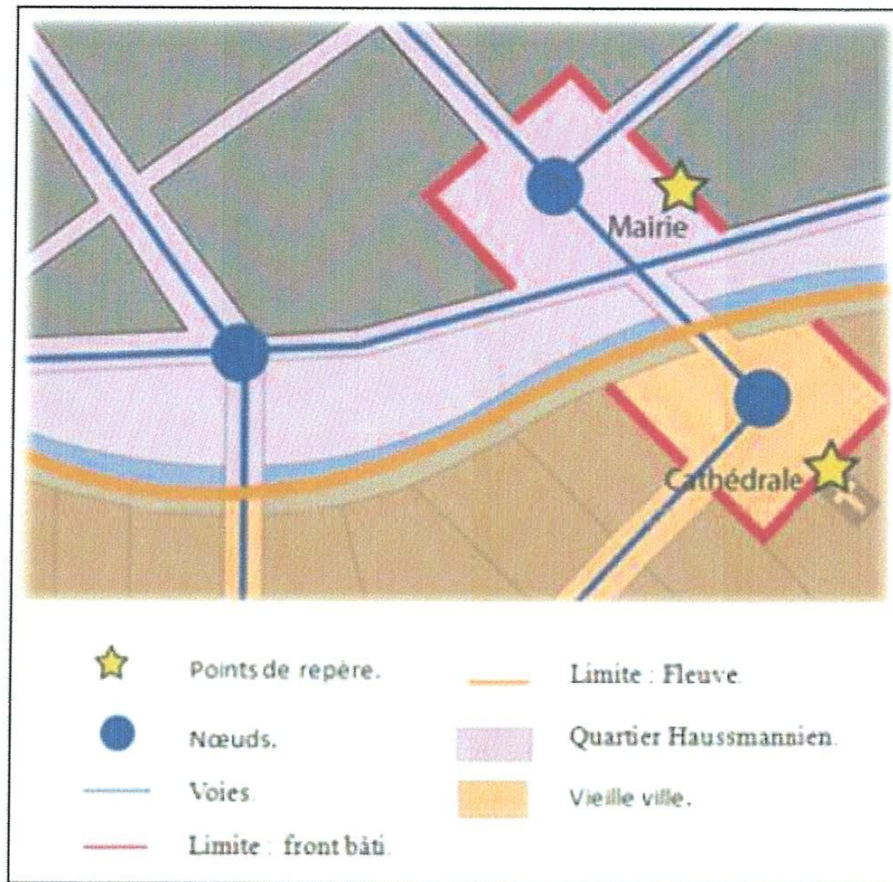 Mairie
Cathédrale
Points de repère.
Limite : Fleuve.
Nœuds.
Quartier Haussmannien.
Voies.
Vieille ville.
Limite : front bâti.